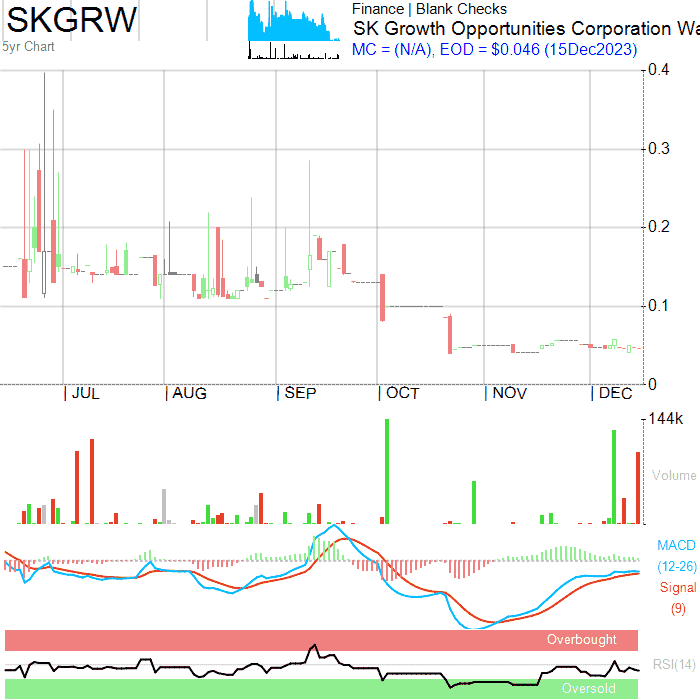 SKGRW
5yr Chart
Finance | Blank Checks
SK Growth Opportunities Corporation Wa
MC = (N/A), EOD = $0.046 (15Dec2023)
0.4
0.3
0.2
0.1
0
JUL AUG SEP OCT NOV DEC
144k
Volume
MACD
(12-26)
Signal
(9)
Overbought
RSI(14)
Oversold